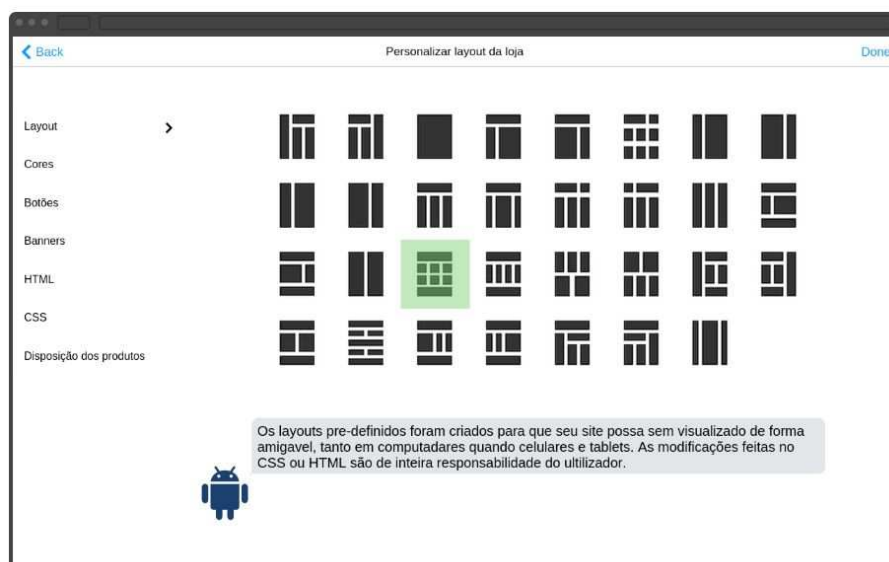 Back
Personalizar layout da loja
Done
Layout
Cores
Botões
Banners
HTML
CSS
Disposição dos produtos
Os layouts pre-definidos foram criados para que seu site possa sem visualizado de forma
amigavel, tanto em computadares quando celulares e tablets. As modificações feitas no
CSS ou HTML são de inteira responsabilidade do ultilizador.